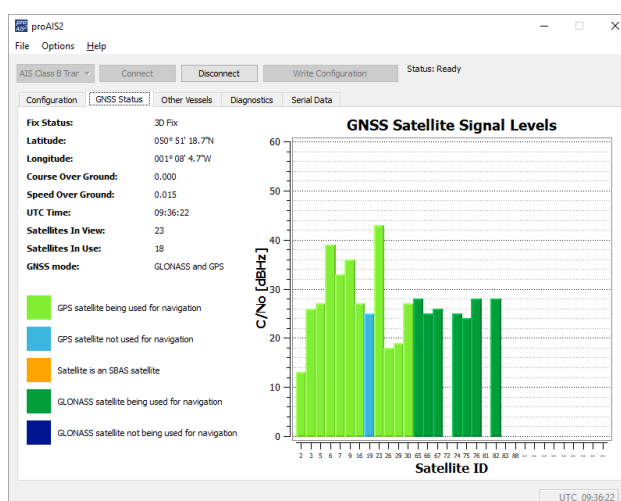 pro
AIS²
proAIS2
File Options Help
AIS Class B Tran Connect Disconnect Write Configuration Status: Ready
Configuration GNSS Status Other Vessels Diagnostics Serial Data
Fix Status: 3D Fix
Latitude: 050° 51' 18.7"N
Longitude: 001° 08' 4.7"W
Course Over Ground: 0.000
Speed Over Ground: 0.015
UTC Time: 09:36:22
Satellites In View: 23
Satellites In Use: 18
GNSS mode: GLONASS and GPS
GPS satellite being used for navigation
GPS satellite not used for navigation
Satellite is an SBAS satellite
GLONASS satellite being used for navigation
GLONASS satellite not being used for navigation
GNSS Satellite Signal Levels
60
50
40
30
20
10
0
C/No [dBHz]
2 3 5 6 7 9 16 19 23 26 29 30 65 66 67 72 74 75 76 81 82 83 88 -- -- -- -- -- -- -- --
Satellite ID
UTC 09:36:22